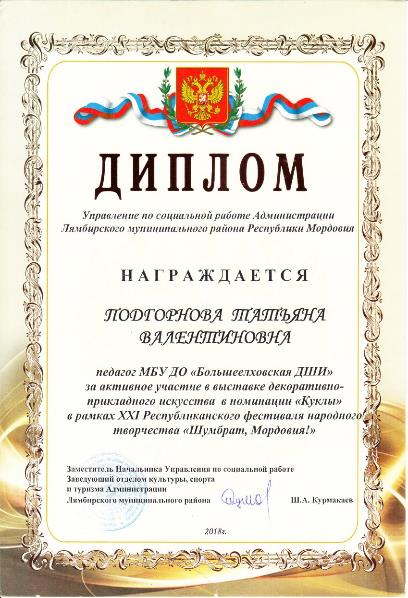 ДИПЛОМ
Управление по социальной работе Администрации
Лямбирского муниципального района Республики Мордовия
НАГРАЖДАЕТСЯ
ПОДГОРНОВА ТАТЬЯНА
ВАЛЕНТИНОВНА
педагог МБУ ДО «Большеелховская ДШИ»
за активное участие в выставке декоративно-
прикладного искусства в номинации «Куклы»
в рамках XXI Республиканского фестиваля народного
творчества «Шумбрат, Мордовия!»
Заместитель Начальника Управления по социальной работе
Заведующий отделом культуры, спорта
и туризма Администрации
Лямбирского муниципального района Ш.А. Курмакаев
2018г.